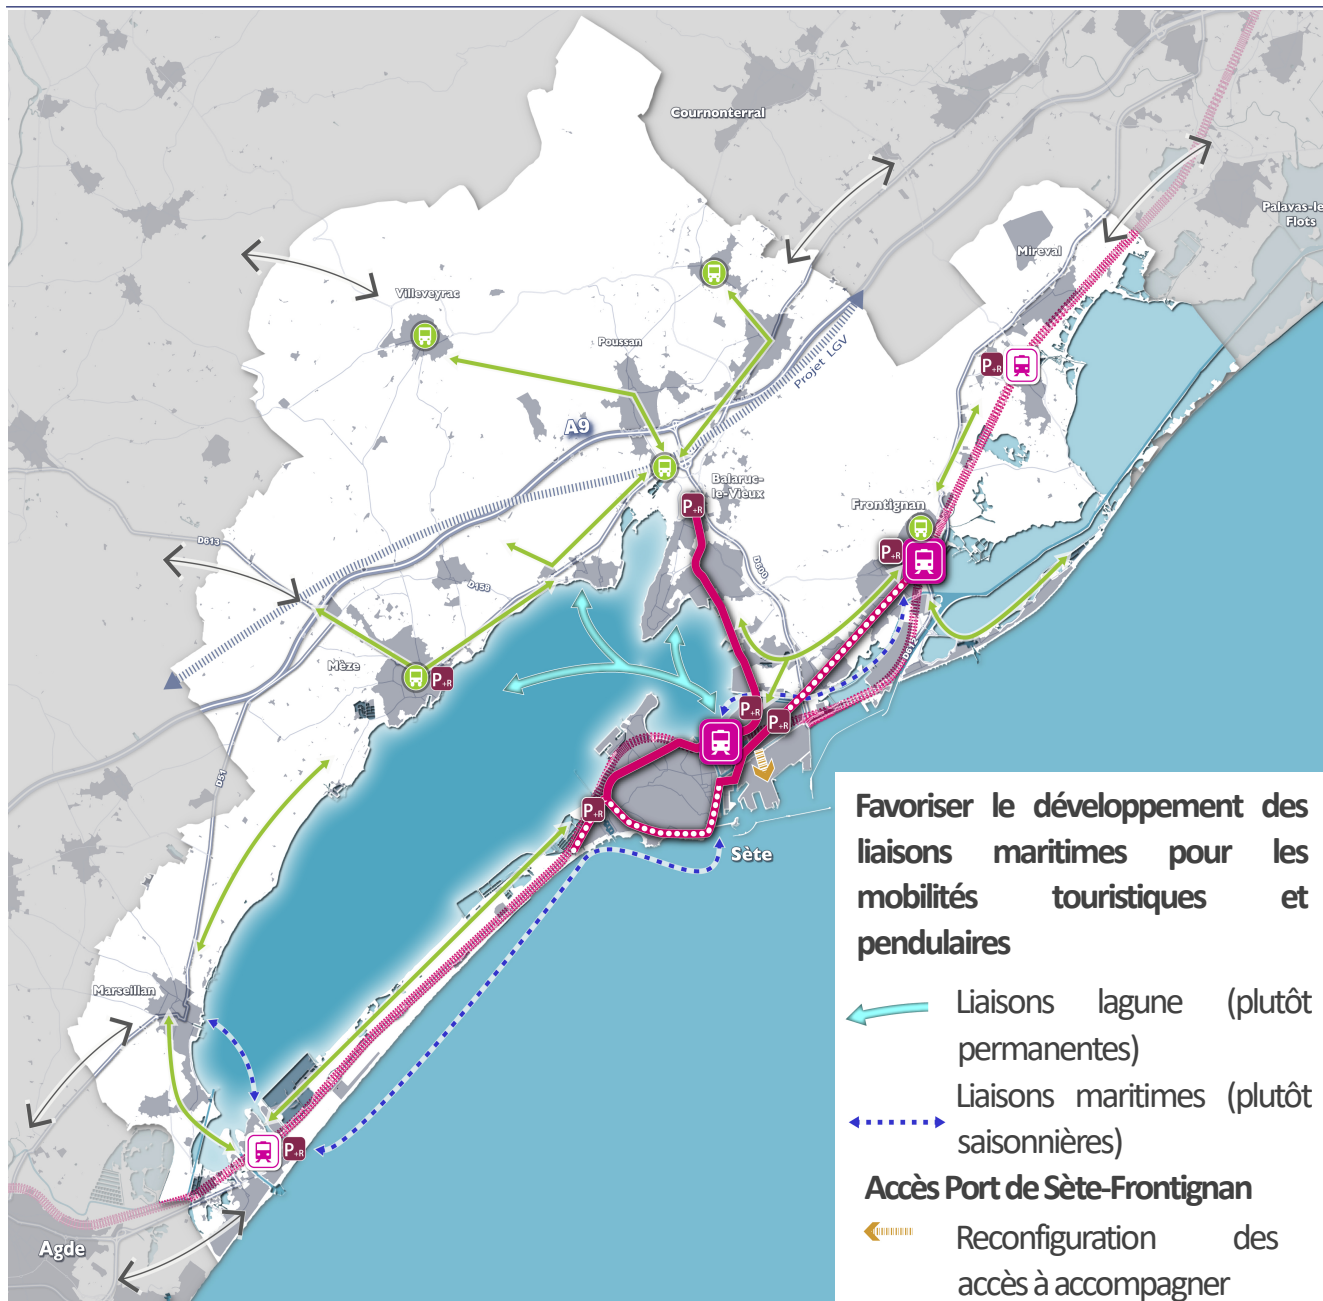 Cournonterral
Palavas-le-
Flots
Mireval
Villeveyrac
Poussan
Projet LGV
P+R
A9
Balaruc-
le-Vieux
P+R
Frontignan
D613
P+R
D600
D158
Mèze
P+R
D612
P+R
P+R
D51
P+R
Sète
Marseillan
P+R
Agde
Favoriser le développement des
liaisons maritimes pour les
mobilités touristiques et
pendulaires
Liaisons lagune (plutôt
permanentes)
Liaisons maritimes (plutôt
saisonnières)
Accès Port de Sète-Frontignan
Reconfiguration des
accès à accompagner